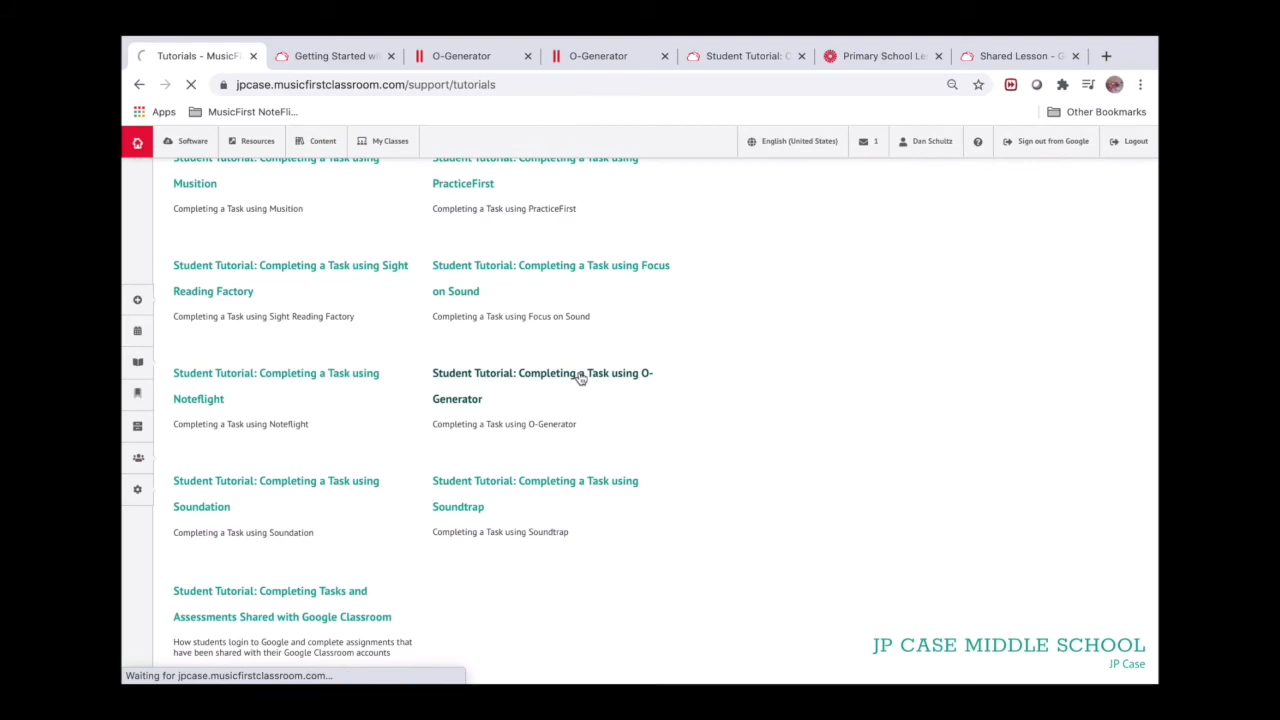 Tutorials - MusicFi
Getting Started wi
O-Generator
O-Generator
Student Tutorial: C
Primary School Le
Shared Lesson - G
jpcase.musicfirstclassroom.com/support/tutorials
Apps
MusicFirst NoteFli...
Other Bookmarks
Software
Resources
Content
My Classes
English (United States)
1
Dan Schultz
Sign out from Google
Logout
Student Tutorial: Completing a Task using
Musition
Completing a Task using Musition
Student Tutorial: Completing a Task using
PracticeFirst
Completing a Task using PracticeFirst
Student Tutorial: Completing a Task using Sight
Reading Factory
Completing a Task using Sight Reading Factory
Student Tutorial: Completing a Task using Focus
on Sound
Completing a Task using Focus on Sound
Student Tutorial: Completing a Task using
Noteflight
Completing a Task using Noteflight
Student Tutorial: Completing a Task using O-
Generator
Completing a Task using O-Generator
Student Tutorial: Completing a Task using
Soundation
Completing a Task using Soundation
Student Tutorial: Completing a Task using
Soundtrap
Completing a Task using Soundtrap
Student Tutorial: Completing Tasks and
Assessments Shared with Google Classroom
How students login to Google and complete assignments that
have been shared with their Google Classroom accounts
JP CASE MIDDLE SCHOOL
JP Case
Waiting for jpcase.musicfirstclassroom.com...